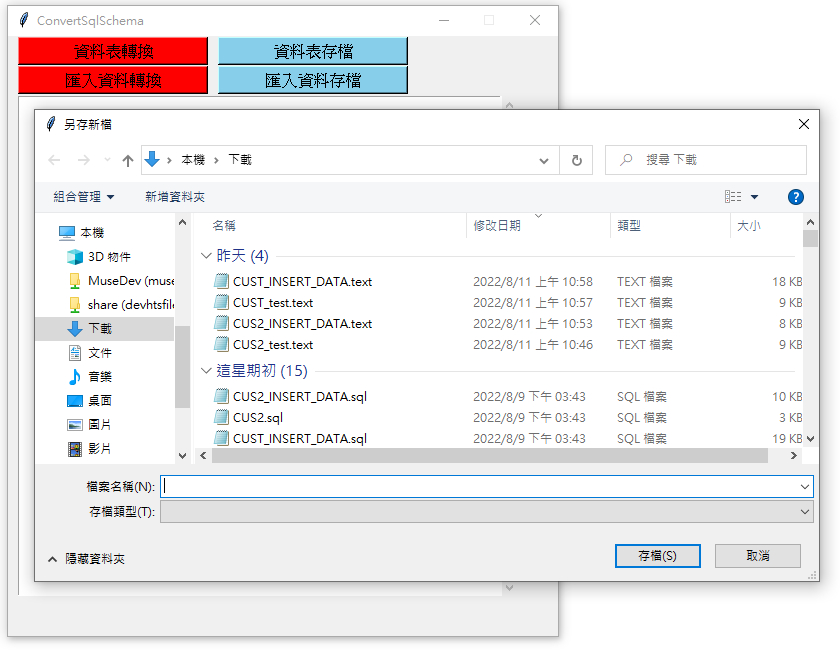 ConvertSqlSchema
資料表轉換 資料表存檔
匯入資料轉換 匯入資料存檔
另存新檔
本機 下載
搜尋 下載
組合管理 新增資料夾
本機
3D 物件
MuseDev (muse
share (devhtsfile
下載
文件
音樂
桌面
圖片
影片
名稱 修改日期 類型 大小
昨天 (4)
CUST_INSERT_DATA.text 2022/8/11 上午 10:58 TEXT 檔案 18 KB
CUST_test.text 2022/8/11 上午 10:57 TEXT 檔案 9 KB
CUS2_INSERT_DATA.text 2022/8/11 上午 10:53 TEXT 檔案 8 KB
CUS2_test.text 2022/8/11 上午 10:46 TEXT 檔案 9 KB
這星期初 (15)
CUS2_INSERT_DATA.sql 2022/8/9 下午 03:43 SQL 檔案 10 KB
CUS2.sql 2022/8/9 下午 03:43 SQL 檔案 3 KB
CUST_INSERT_DATA.sql 2022/8/9 下午 03:43 SQL 檔案 19 KB
檔案名稱(N):
存檔類型(T):
隱藏資料夾 存檔(S) 取消